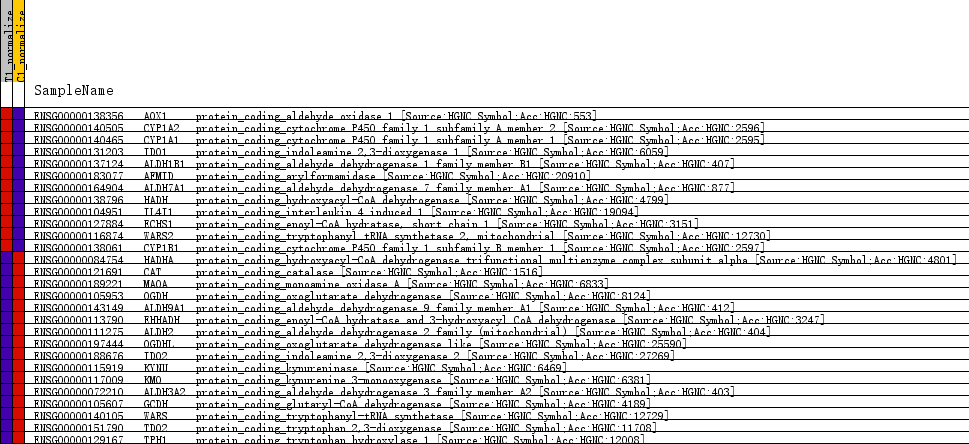 T1_normalize
C1_normalize
SampleName
ENSG00000138356 AOX1 protein_coding_aldehyde oxidase 1 [Source:HGNC Symbol;Acc:HGNC:553]
ENSG00000140505 CYP1A2 protein_coding_cytochrome P450 family 1 subfamily A member 2 [Source:HGNC Symbol;Acc:HGNC:2596]
ENSG00000140465 CYP1A1 protein_coding_cytochrome P450 family 1 subfamily A member 1 [Source:HGNC Symbol;Acc:HGNC:2595]
ENSG00000131203 IDO1 protein_coding_indoleamine 2,3-dioxygenase 1 [Source:HGNC Symbol;Acc:HGNC:6059]
ENSG00000137124 ALDH1B1 protein_coding_aldehyde dehydrogenase 1 family member B1 [Source:HGNC Symbol;Acc:HGNC:407]
ENSG00000183077 AFMID protein_coding_arylformamidase [Source:HGNC Symbol;Acc:HGNC:20910]
ENSG00000164904 ALDH7A1 protein_coding_aldehyde dehydrogenase 7 family member A1 [Source:HGNC Symbol;Acc:HGNC:877]
ENSG00000138796 HADH protein_coding_hydroxyacyl-CoA dehydrogenase [Source:HGNC Symbol;Acc:HGNC:4799]
ENSG00000104951 IL4I1 protein_coding_interleukin 4 induced 1 [Source:HGNC Symbol;Acc:HGNC:19094]
ENSG00000127884 ECHS1 protein_coding_enoyl-CoA hydratase, short chain 1 [Source:HGNC Symbol;Acc:HGNC:3151]
ENSG00000116874 WARS2 protein_coding_tryptophanyl tRNA synthetase 2, mitochondrial [Source:HGNC Symbol;Acc:HGNC:12730]
ENSG00000138061 CYP1B1 protein_coding_cytochrome P450 family 1 subfamily B member 1 [Source:HGNC Symbol;Acc:HGNC:2597]
ENSG00000084754 HADHA protein_coding_hydroxyacyl-CoA dehydrogenase trifunctional multienzyme complex subunit alpha [Source:HGNC Symbol;Acc:HGNC:4801]
ENSG00000121691 CAT protein_coding_catalase [Source:HGNC Symbol;Acc:HGNC:1516]
ENSG00000189221 MAOA protein_coding_monoamine oxidase A [Source:HGNC Symbol;Acc:HGNC:6833]
ENSG00000105953 OGDH protein_coding_oxoglutarate dehydrogenase [Source:HGNC Symbol;Acc:HGNC:8124]
ENSG00000143149 ALDH9A1 protein_coding_aldehyde dehydrogenase 9 family member A1 [Source:HGNC Symbol;Acc:HGNC:412]
ENSG00000113790 EHHADH protein_coding_enoyl-CoA hydratase and 3-hydroxyacyl CoA dehydrogenase [Source:HGNC Symbol;Acc:HGNC:3247]
ENSG00000111275 ALDH2 protein_coding_aldehyde dehydrogenase 2 family (mitochondrial) [Source:HGNC Symbol;Acc:HGNC:404]
ENSG00000197444 OGDHL protein_coding_oxoglutarate dehydrogenase like [Source:HGNC Symbol;Acc:HGNC:25590]
ENSG00000188676 IDO2 protein_coding_indoleamine 2,3-dioxygenase 2 [Source:HGNC Symbol;Acc:HGNC:27269]
ENSG00000115919 KYNU protein_coding_kynureninase [Source:HGNC Symbol;Acc:HGNC:6469]
ENSG00000117009 KMO protein_coding_kynurenine 3-monooxygenase [Source:HGNC Symbol;Acc:HGNC:6381]
ENSG00000072210 ALDH3A2 protein_coding_aldehyde dehydrogenase 3 family member A2 [Source:HGNC Symbol;Acc:HGNC:403]
ENSG00000105607 GCDH protein_coding_glutaryl-CoA dehydrogenase [Source:HGNC Symbol;Acc:HGNC:4189]
ENSG00000140105 WARS protein_coding_tryptophanyl-tRNA synthetase [Source:HGNC Symbol;Acc:HGNC:12729]
ENSG00000151790 TDO2 protein_coding_tryptophan 2,3-dioxygenase [Source:HGNC Symbol;Acc:HGNC:11708]
ENSG00000129167 TPH1 protein_coding_tryptophan hydroxylase 1 [Source:HGNC Symbol;Acc:HGNC:12008]